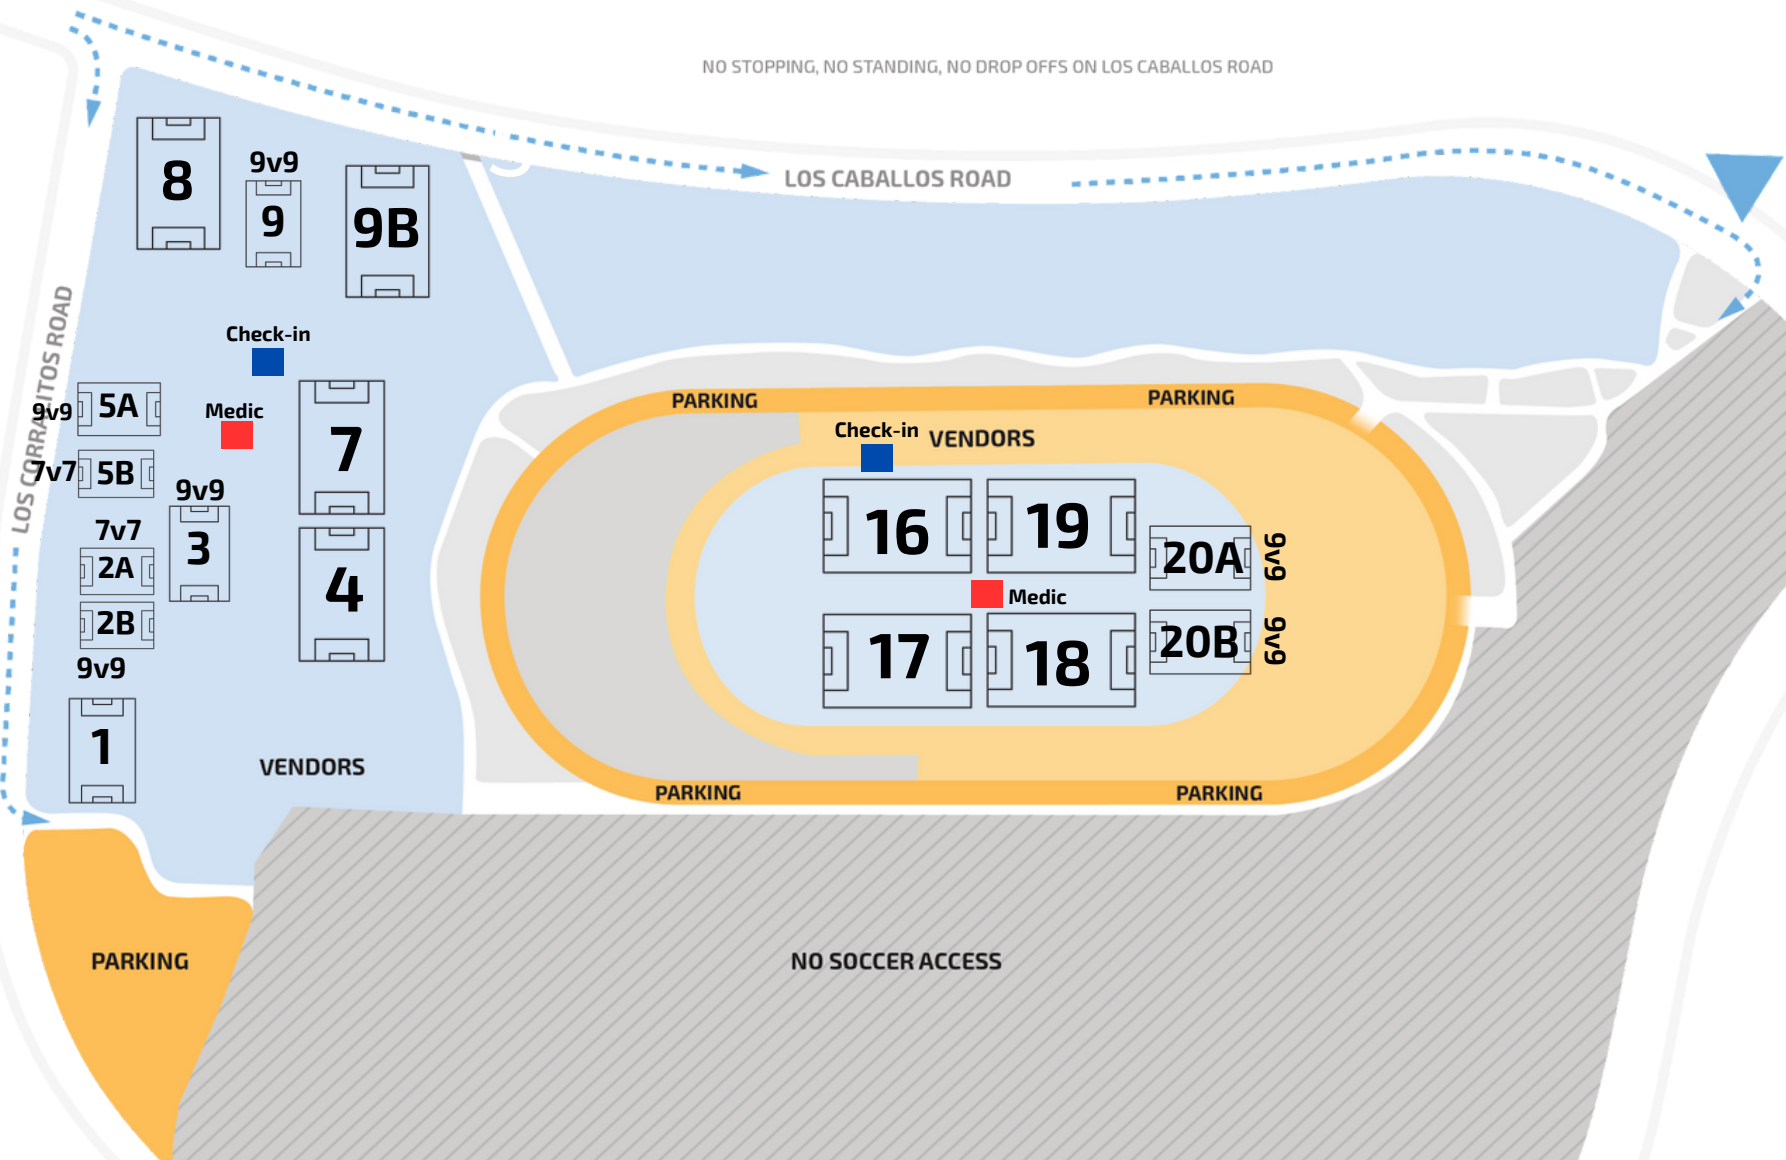 NO STOPPING, NO STANDING, NO DROP OFFS ON LOS CABALLOS ROAD
LOS CABALLOS ROAD
LOS CORRALITOS ROAD
8
9v9
9
9B
Check-in
Medic
9v9
5A
7v7
5B
7
9v9
3
7v7
2A
2B
4
9v9
1
VENDORS
PARKING
PARKING
PARKING
Check-in
VENDORS
16
19
20A
9v9
Medic
17
18
20B
9v9
PARKING
PARKING
NO SOCCER ACCESS